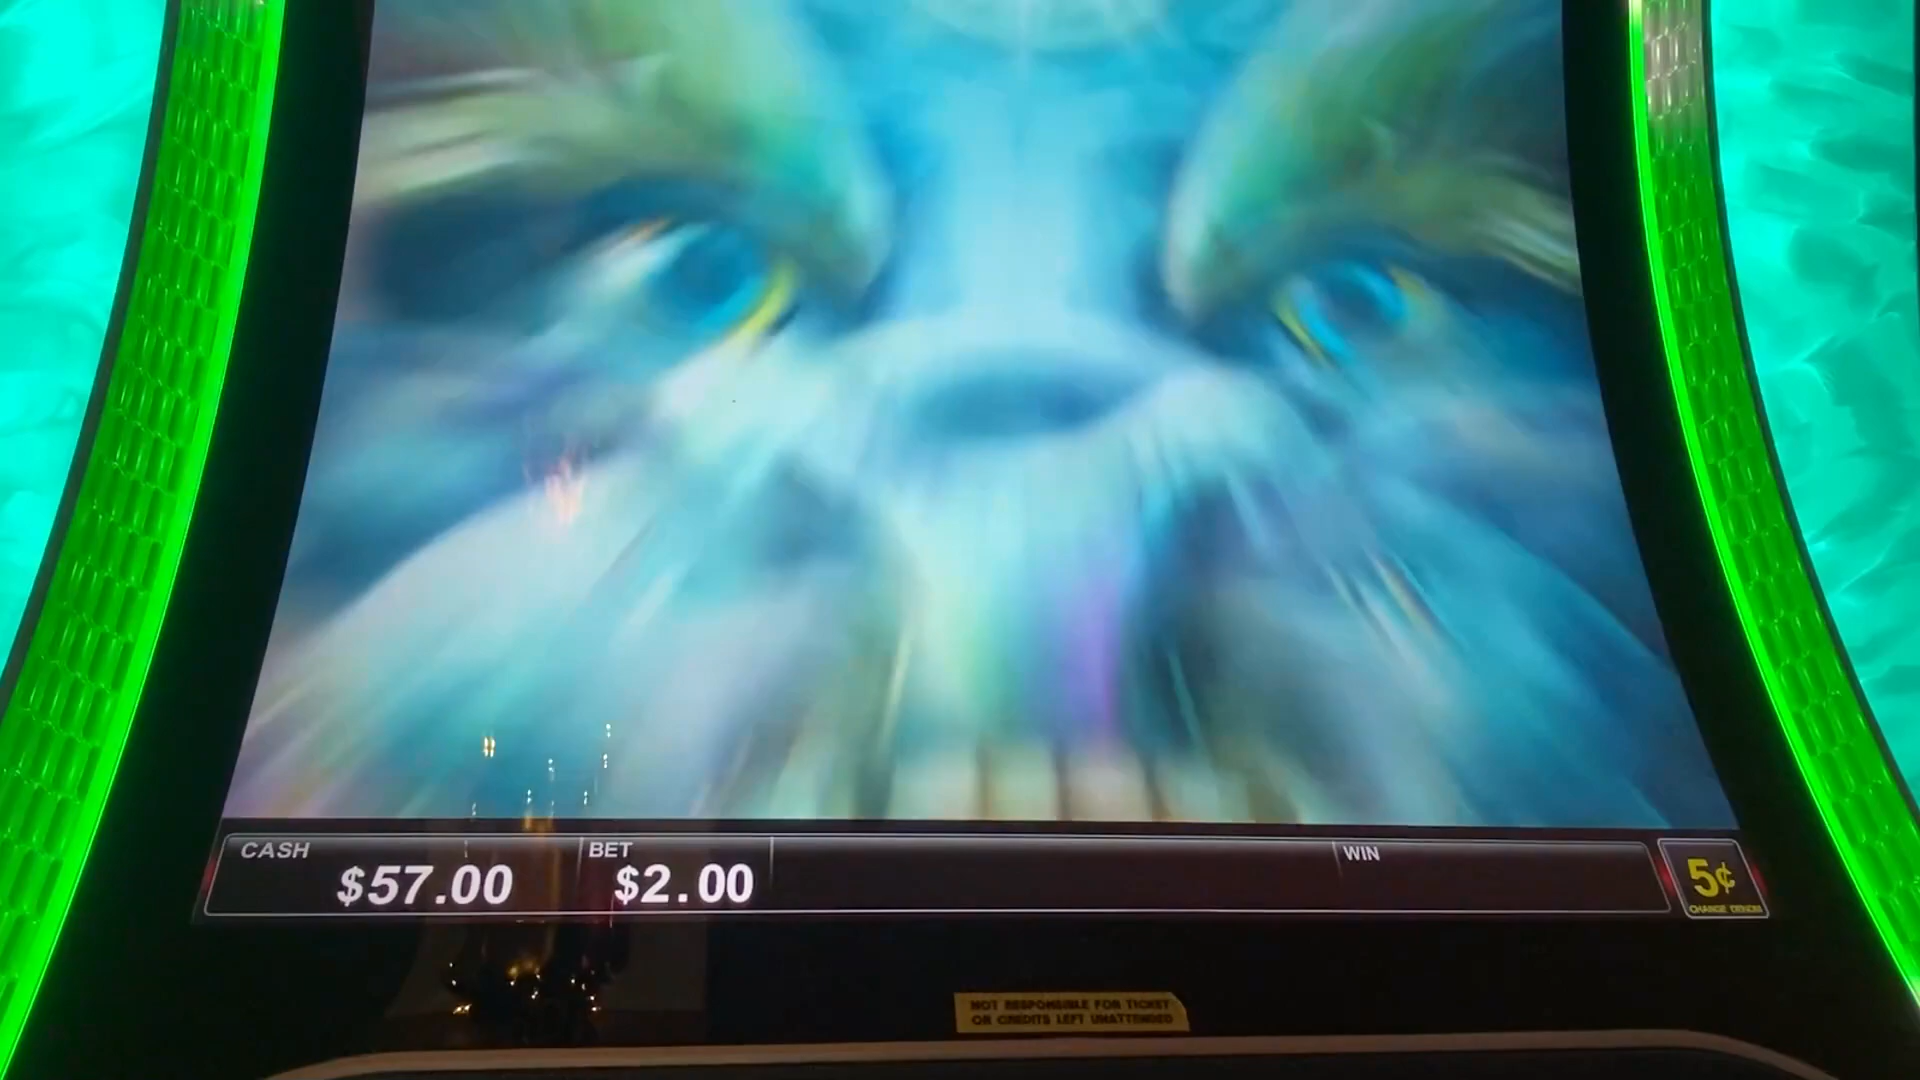 CASH
$57.00
BET
$2.00
WIN
5¢
CHANGE DENOM
NOT RESPONSIBLE FOR TICKET
OR CREDITS LEFT UNATTENDED